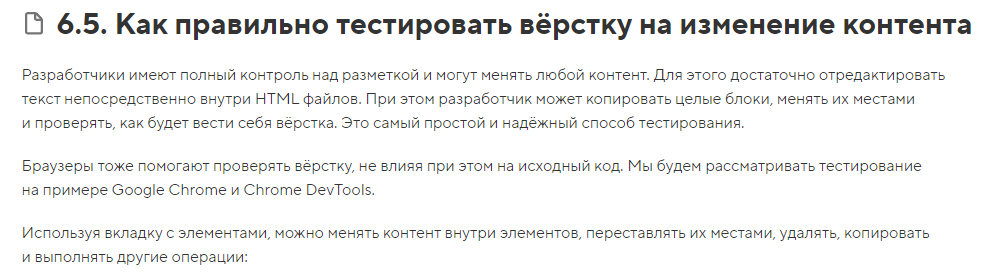 6.5. Как правильно тестировать вёрстку на изменение контента
Разработчики имеют полный контроль над разметкой и могут менять любой контент. Для этого достаточно отредактировать
текст непосредственно внутри HTML файлов. При этом разработчик может копировать целые блоки, менять их местами
и проверять, как будет вести себя вёрстка. Это самый простой и надёжный способ тестирования.
Браузеры тоже помогают проверять вёрстку, не влияя при этом на исходный код. Мы будем рассматривать тестирование
на примере Google Chrome и Chrome DevTools.
Используя вкладку с элементами, можно менять контент внутри элементов, переставлять их местами, удалять, копировать
и выполнять другие операции: